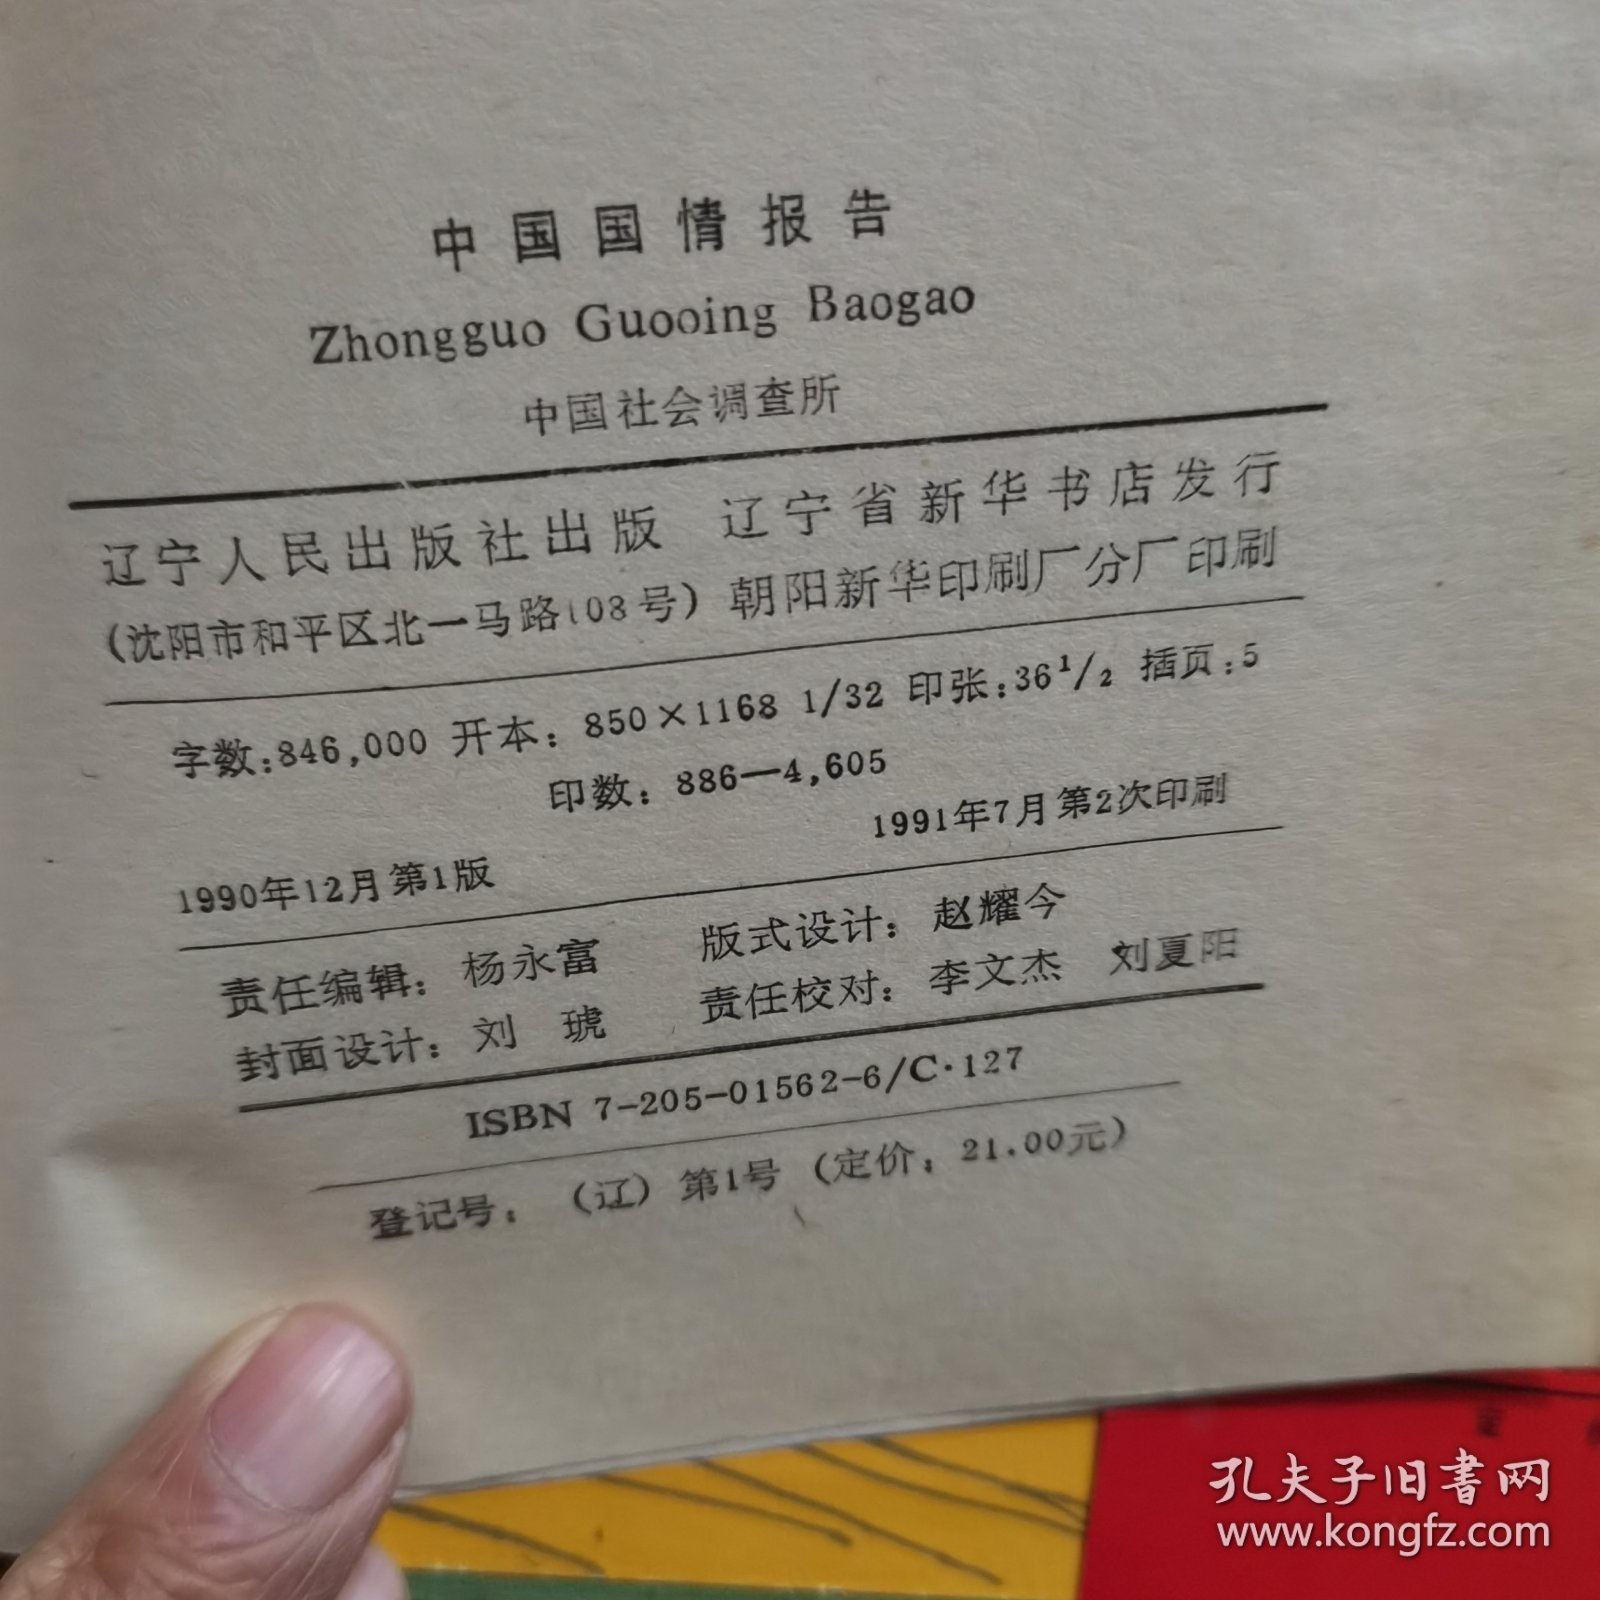 中国国情报告
Zhongguo Guooing Baogao
中国社会调查所
辽宁人民出版社出版 辽宁省新华书店发行
(沈阳市和平区北一马路108号) 朝阳新华印刷厂分厂印刷
字数:846,000 开本: 850×1168 1/32 印张:36 1/2 插页:5
印数: 886—4,605
1990年12月第1版 1991年7月第2次印刷
责任编辑: 杨永富 版式设计: 赵耀今
封面设计: 刘 琥 责任校对: 李文杰 刘夏阳
ISBN 7-205-01562-6/C·127
登记号: (辽) 第1号 (定价: 21.00元)
孔夫子旧书网
www.kongfz.com